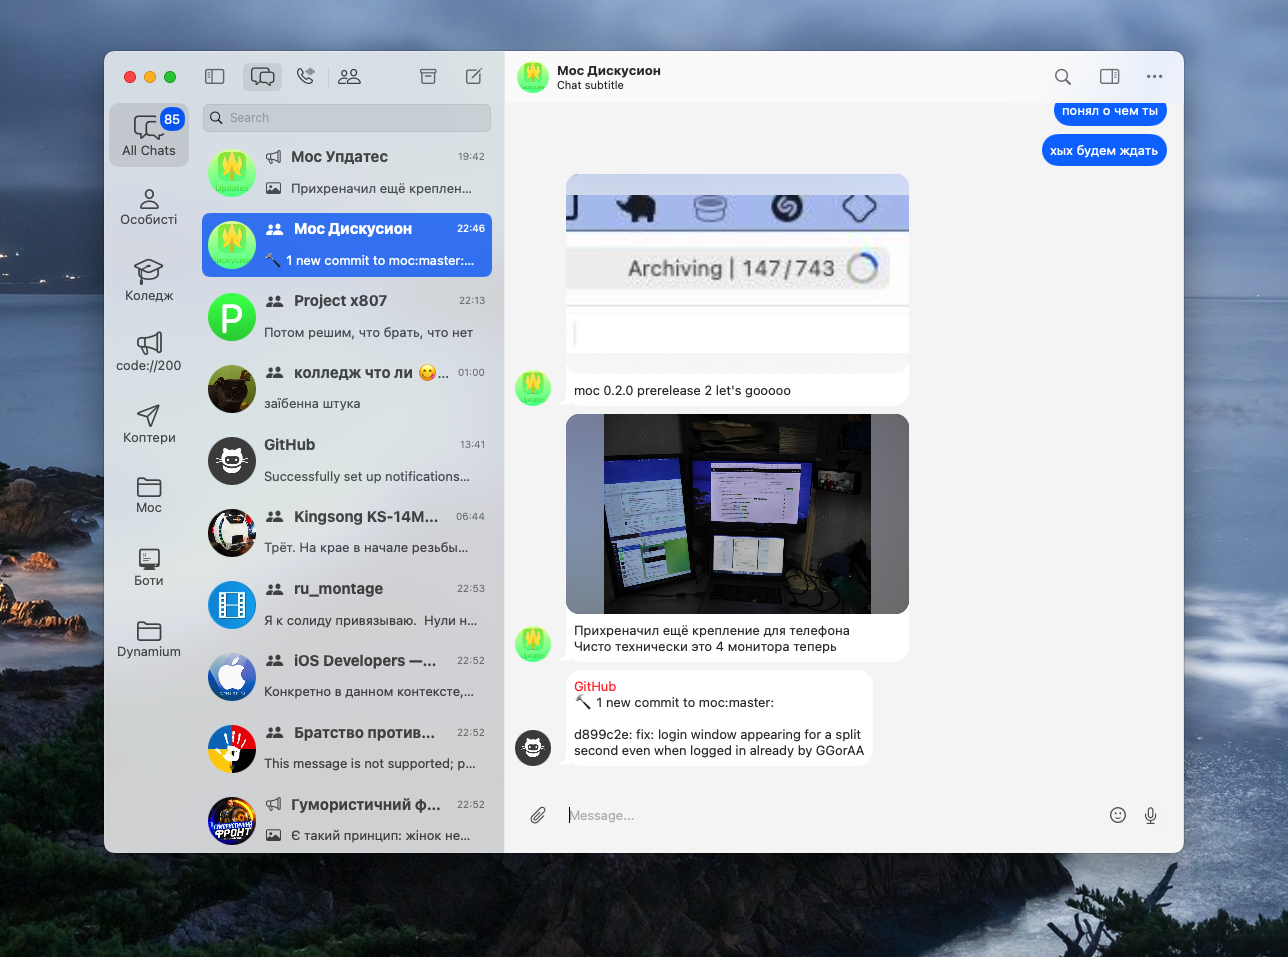 85
All Chats
Особисті
Коледж
code://200
Коптери
Moc
Боти
Dynamium
Search
Updates
Мос Упдатес
19:42
Прихреначил ещё креплен...
Мос Дискусион
22:46
🔨 1 new commit to moc:master:...
P
Project x807
22:13
Потом решим, что брать, что нет
колледж что ли 😋...
01:00
заїбенна штука
GitHub
13:41
Successfully set up notifications...
Kingsong KS-14M...
06:44
Трёт. На крае в начале резьбы...
ru_montage
22:53
Я к солиду привязываю. Нули н...
iOS Developers —...
22:52
Конкретно в данном контексте,...
Братство против...
22:52
This message is not supported; p...
ФРОНТ
Гумористичний ф...
22:52
Є такий принцип: жінок не...
Мос Дискусион
Chat subtitle
понял о чем ты
хых будем ждать
Archiving | 147/743
moc 0.2.0 prerelease 2 let's gooooo
Прихреначил ещё крепление для телефона
Чисто технически это 4 монитора теперь
GitHub
🔨 1 new commit to moc:master:
d899c2e: fix: login window appearing for a split
second even when logged in already by GGorAA
Message...